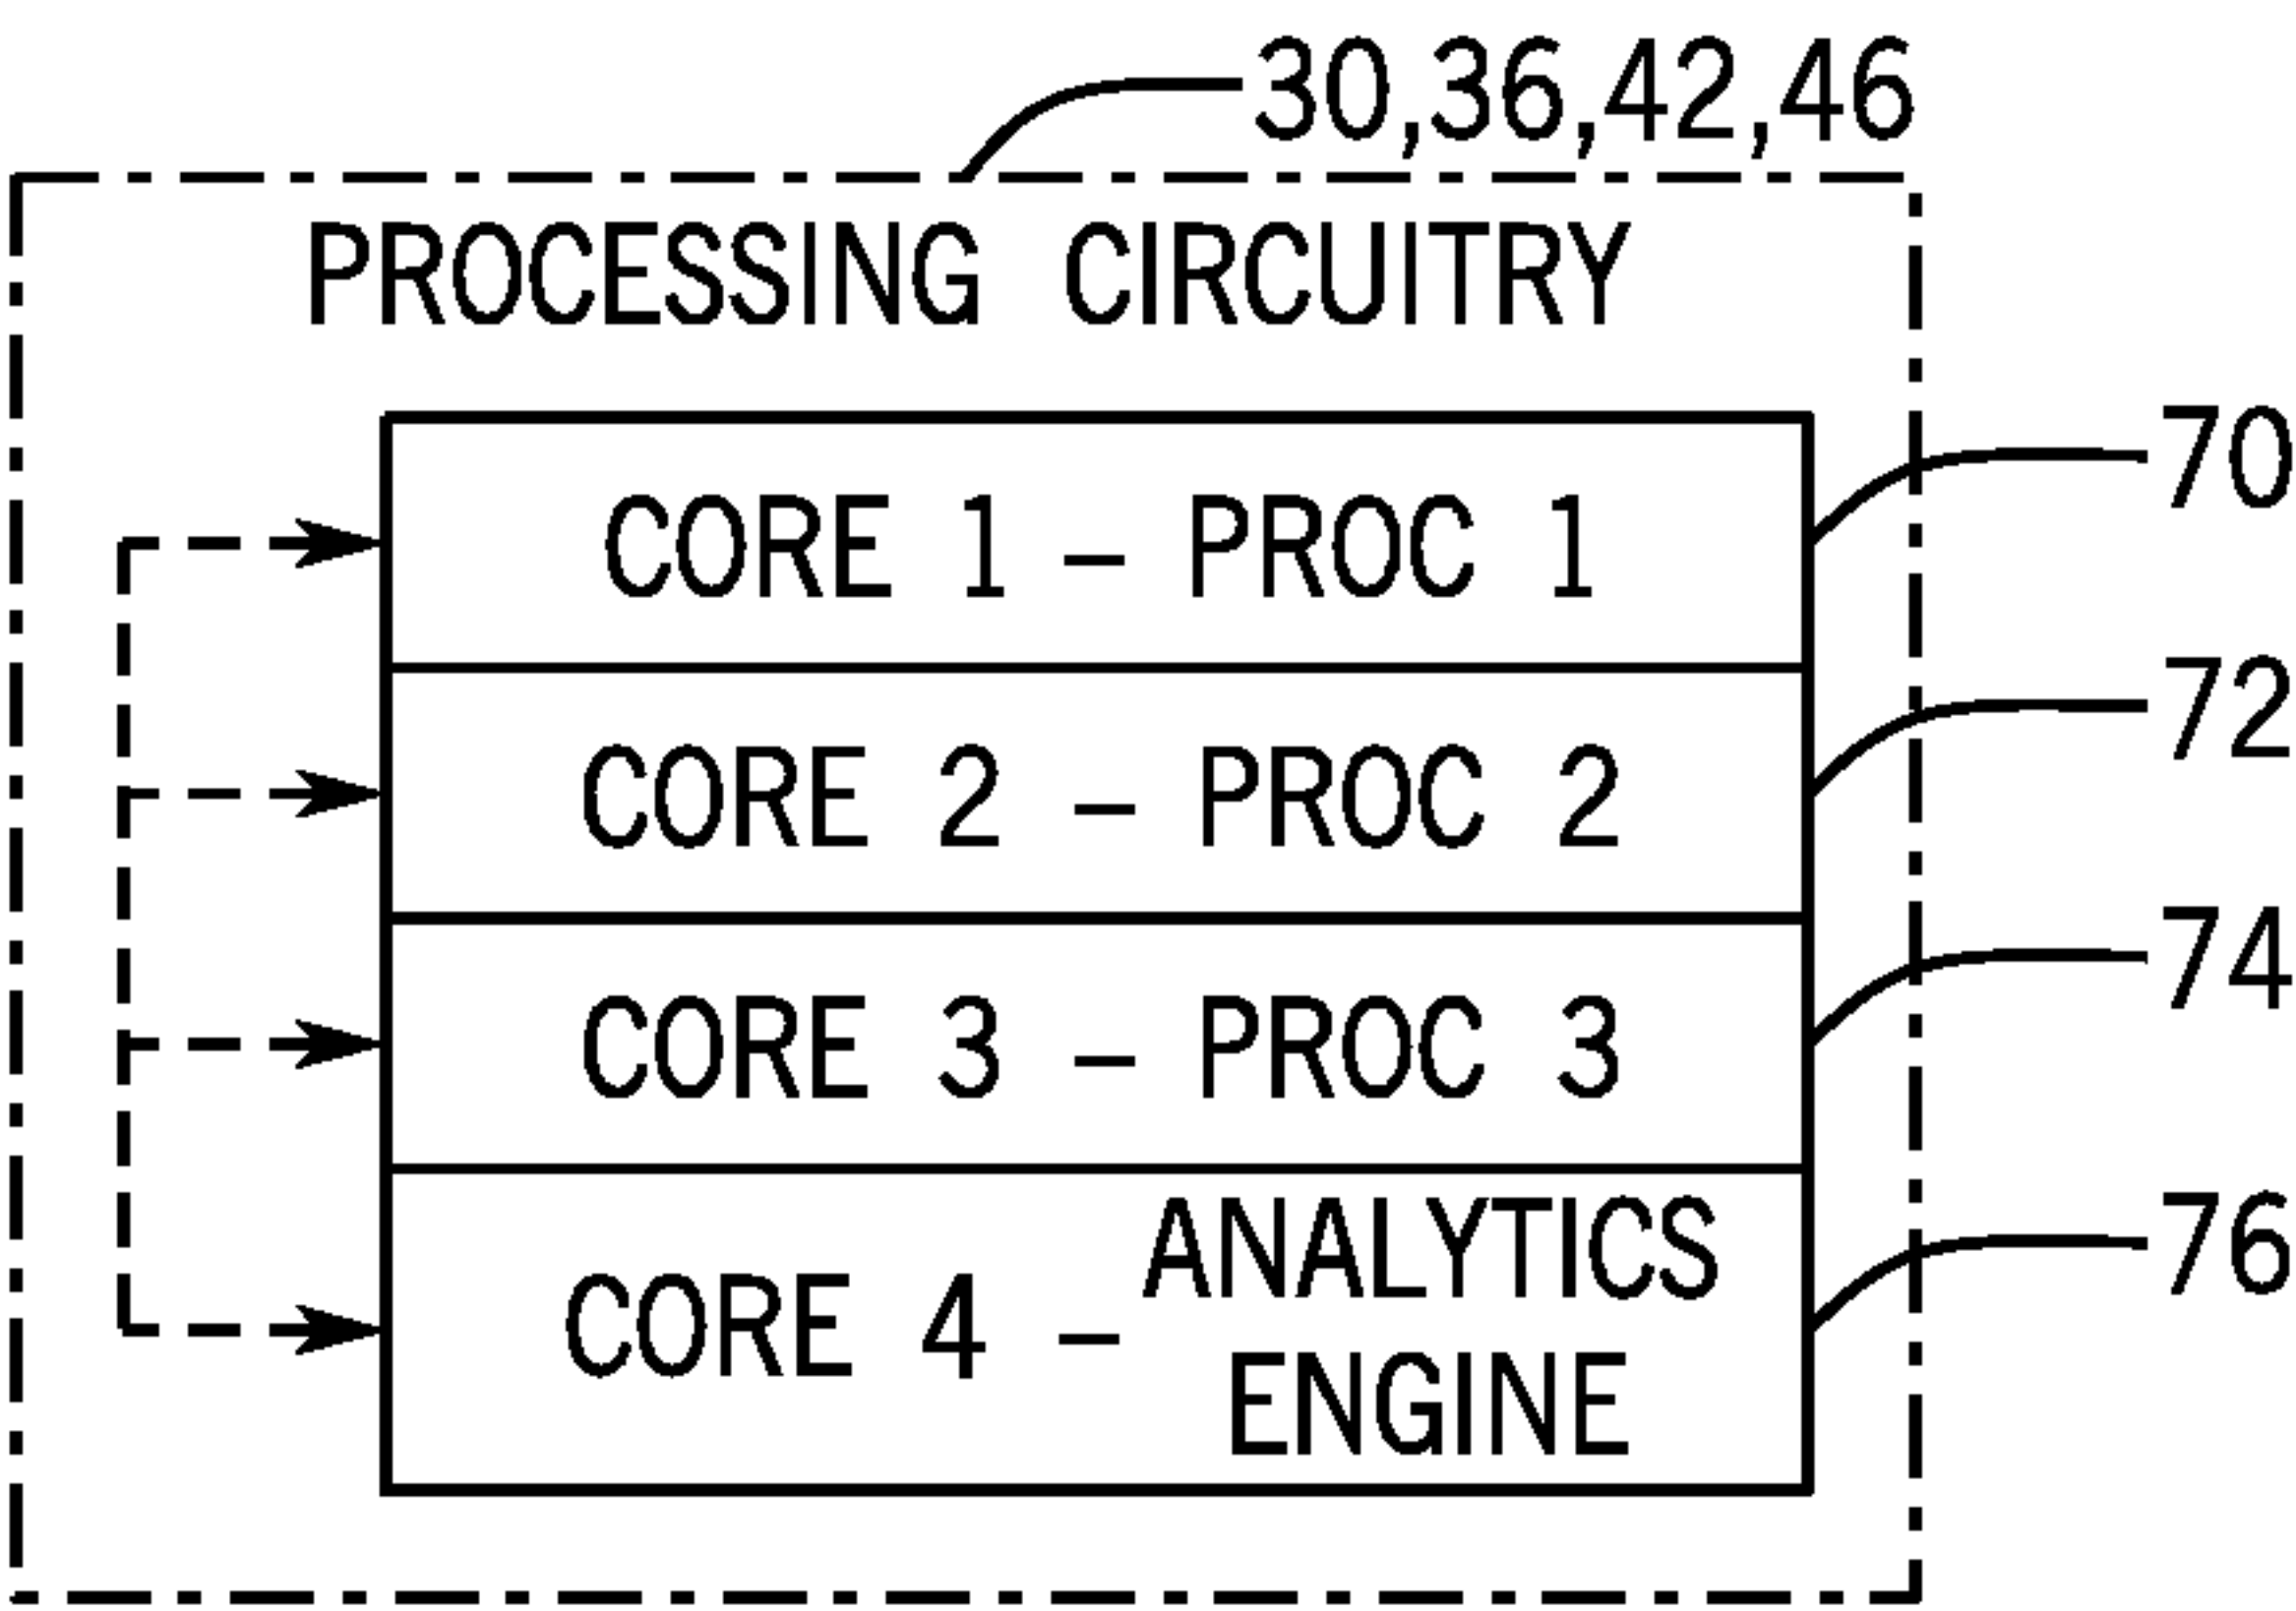 30,36,42,46
PROCESSING CIRCUITRY
CORE 1 – PROC 1
70
CORE 2 – PROC 2
72
CORE 3 – PROC 3
74
CORE 4 – ANALYTICS
ENGINE
76